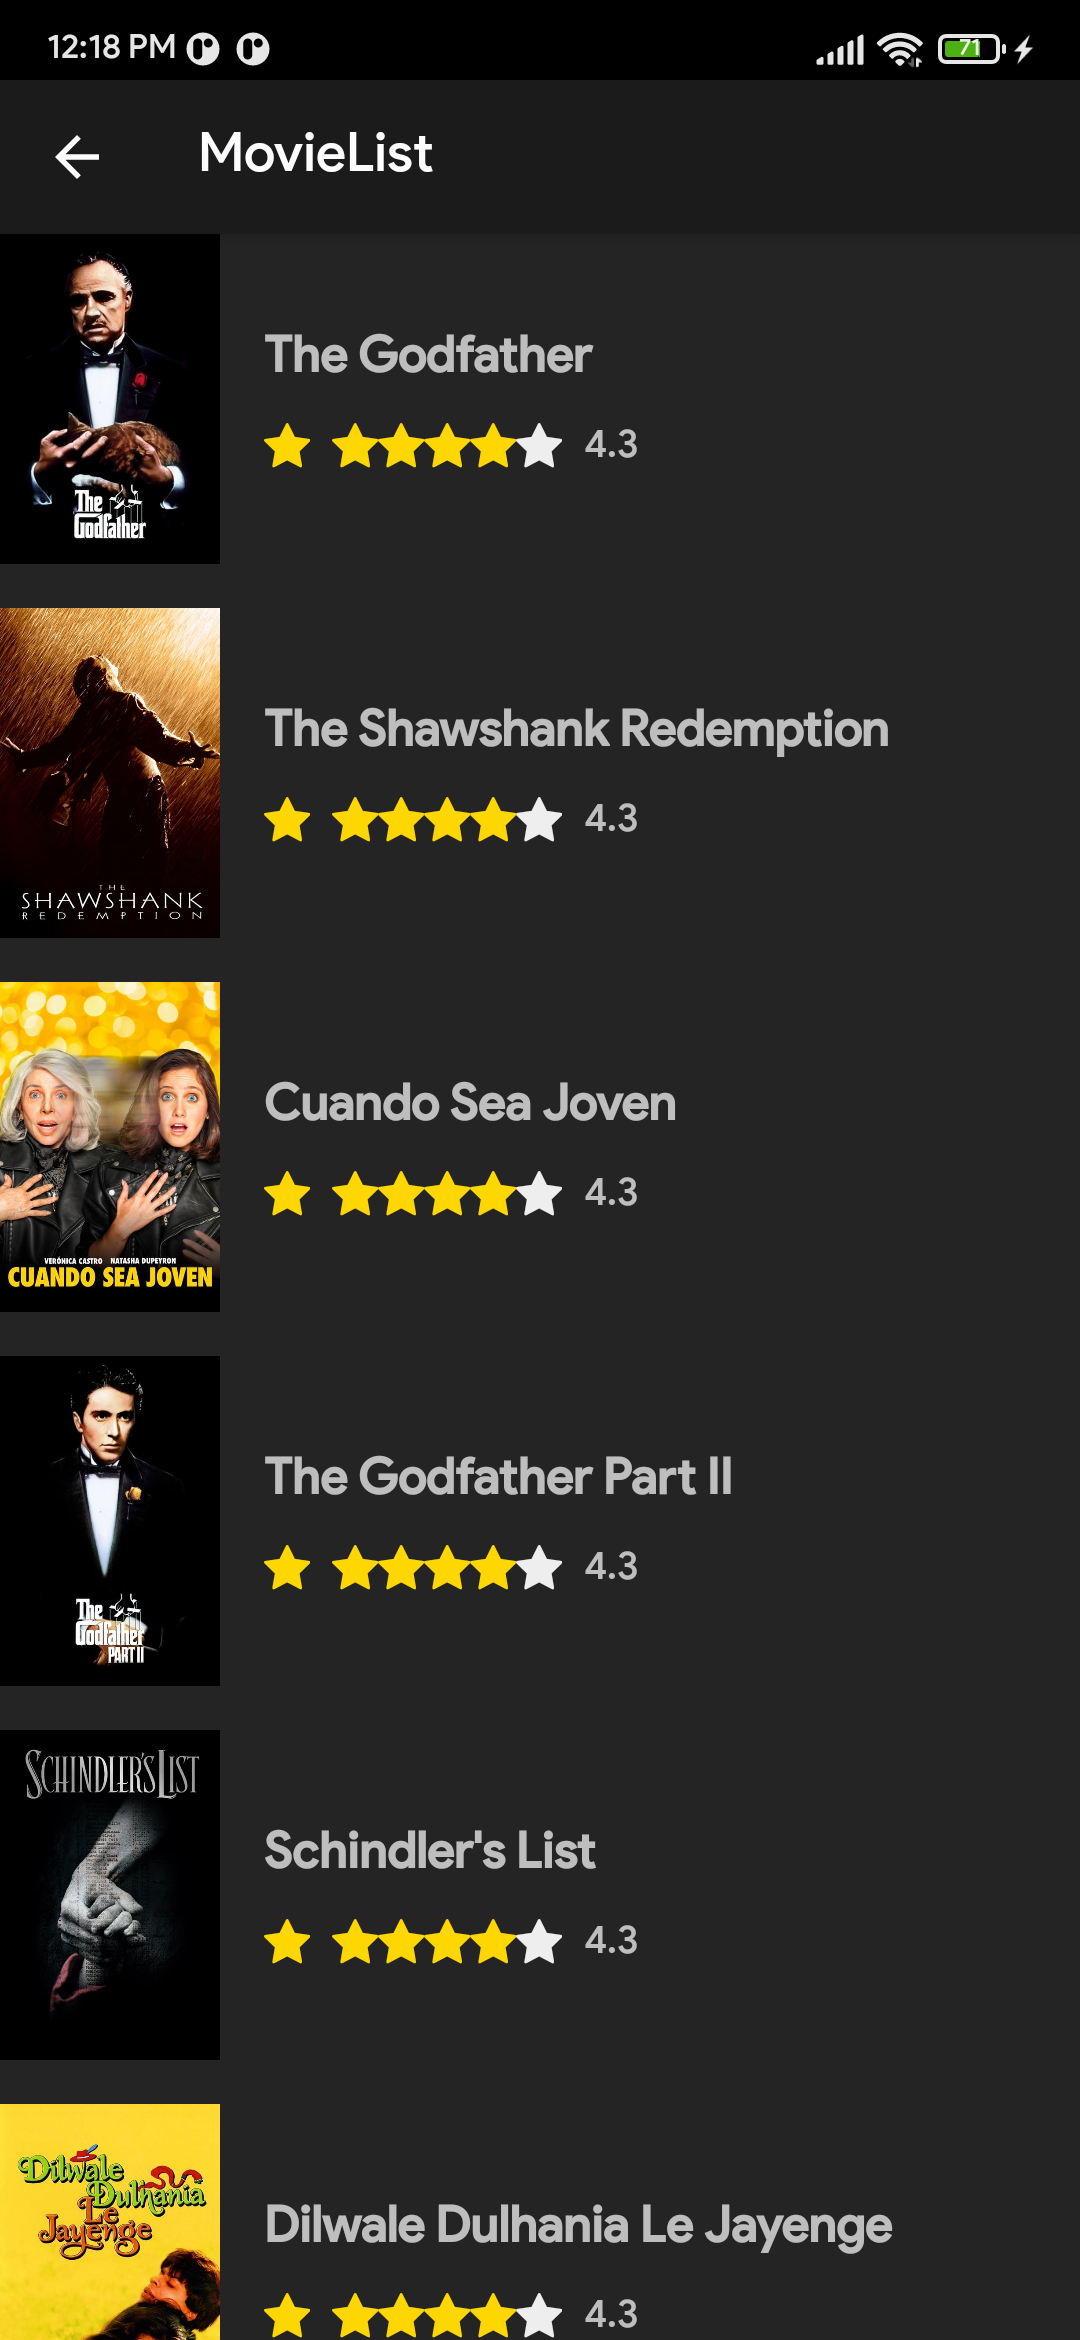 12:18 PM
71
MovieList
The
Godfather
The Godfather
4.3
THE
SHAWSHANK
REDEMPTION
The Shawshank Redemption
4.3
VERÓNICA CASTRO NATASHA DUPEYRON
CUANDO SEA JOVEN
Cuando Sea Joven
4.3
The
Godfather
PART II
The Godfather Part II
4.3
SCHINDLER'S LIST
Schindler's List
4.3
Dilwale
Dulhania
Le
Jayenge
Dilwale Dulhania Le Jayenge
4.3